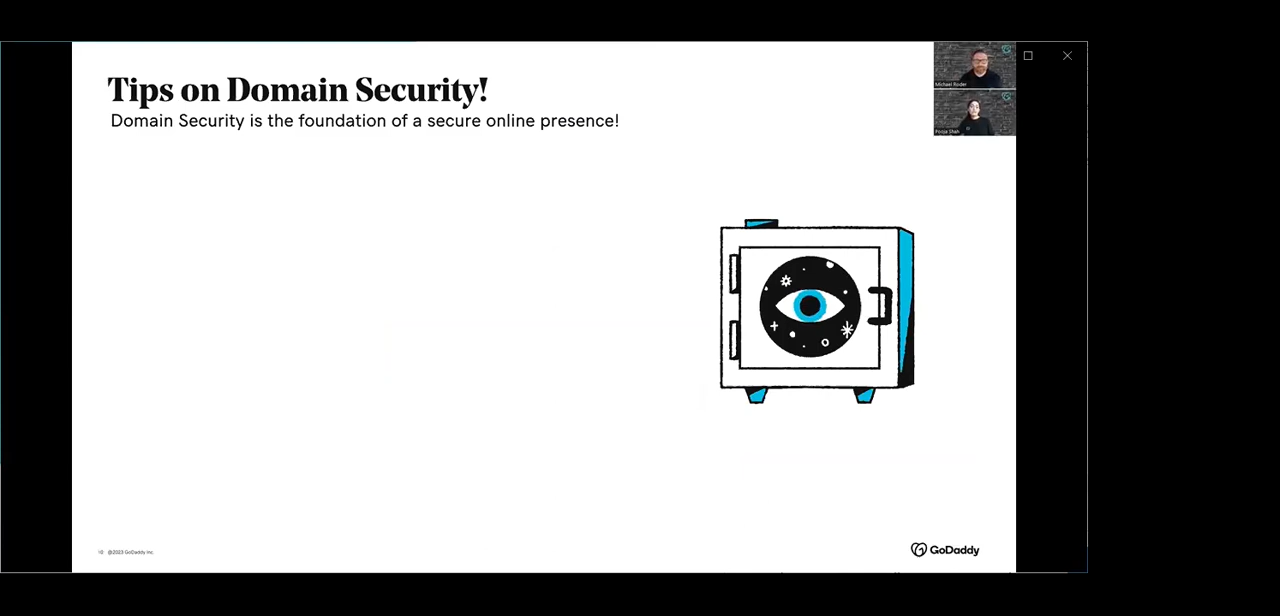 Tips on Domain Security!
Domain Security is the foundation of a secure online presence!
Michael Roder
Pooja Shah
10 @2023 GoDaddy Inc.
GoDaddy